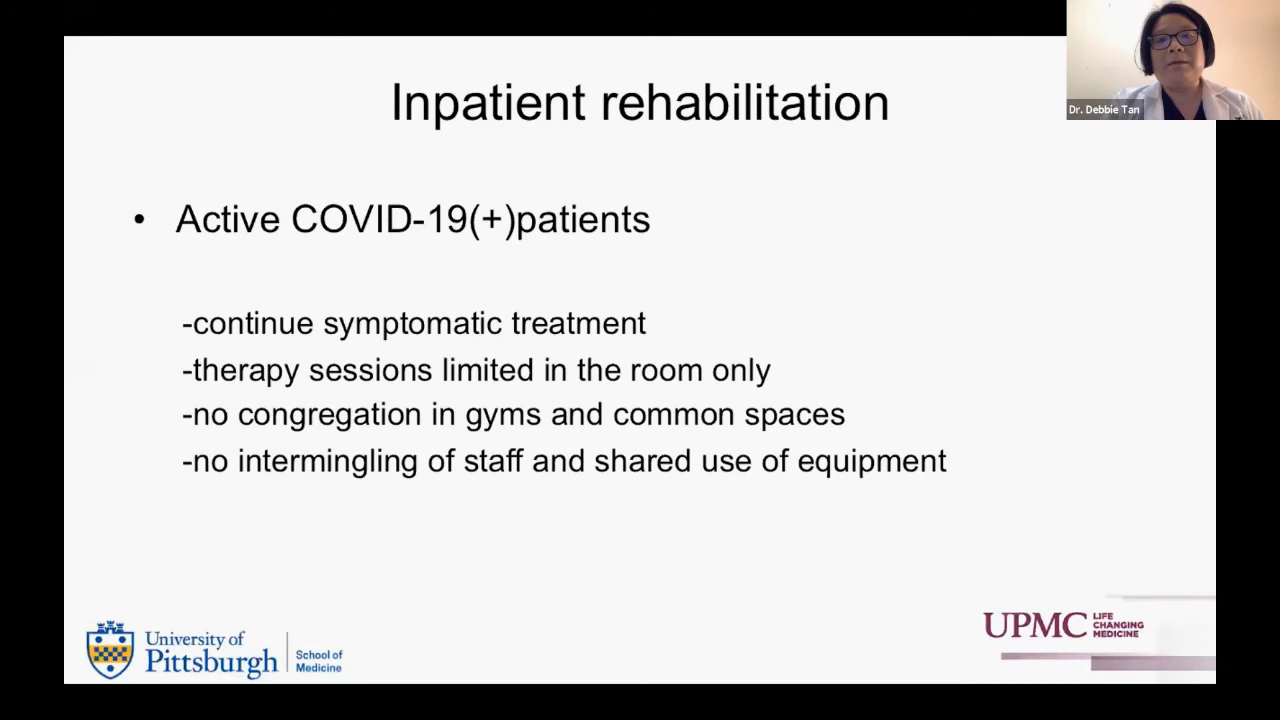 Inpatient rehabilitation
Dr. Debbie Tan
• Active COVID-19(+)patients
-continue symptomatic treatment
-therapy sessions limited in the room only
-no congregation in gyms and common spaces
-no intermingling of staff and shared use of equipment
University of
Pittsburgh
School of
Medicine
UPMC
LIFE
CHANGING
MEDICINE